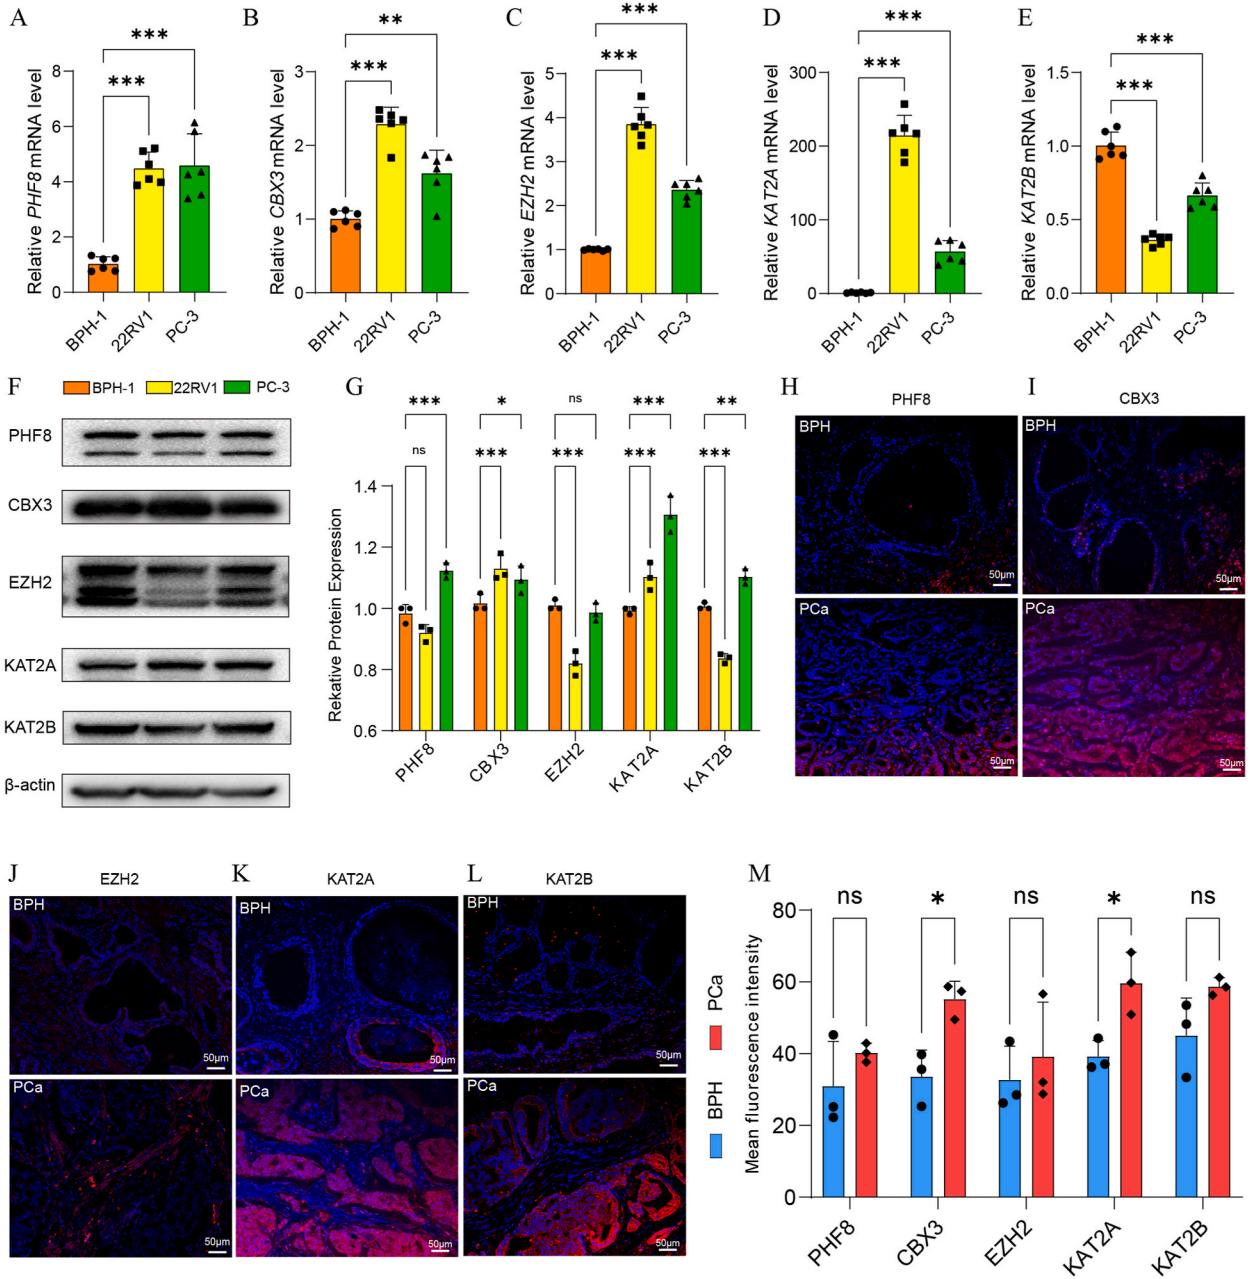 A
B
C
D
E
*** ***
** ***
*** ***
*** ***
*** ***
Relative PHF8 mRNA level
8
6
4
2
0
BPH-1 22RV1 PC-3
Relative CBX3 mRNA level
3
2
1
0
BPH-1 22RV1 PC-3
Relative EZH2 mRNA level
5
4
3
2
1
0
BPH-1 22RV1 PC-3
Relative KAT2A mRNA level
300
200
100
0
BPH-1 22RV1 PC-3
Relative KAT2B mRNA level
1.5
1.0
0.5
0.0
BPH-1 22RV1 PC-3
F
BPH-1 22RV1 PC-3
PHF8
CBX3
EZH2
KAT2A
KAT2B
β-actin
G
*** * ns *** **
ns *** *** *** ***
Rekative Protein Expression
1.4
1.2
1.0
0.8
0.6
PHF8 CBX3 EZH2 KAT2A KAT2B
H
PHF8
BPH
50μm
PCa
50μm
I
CBX3
BPH
50μm
PCa
50μm
J
EZH2
BPH
50μm
PCa
50μm
K
KAT2A
BPH
50μm
PCa
50μm
L
KAT2B
BPH
50μm
PCa
50μm
M
BPH PCa
ns * ns * ns
Mean fluorescence intensity
80
60
40
20
0
PHF8 CBX3 EZH2 KAT2A KAT2B